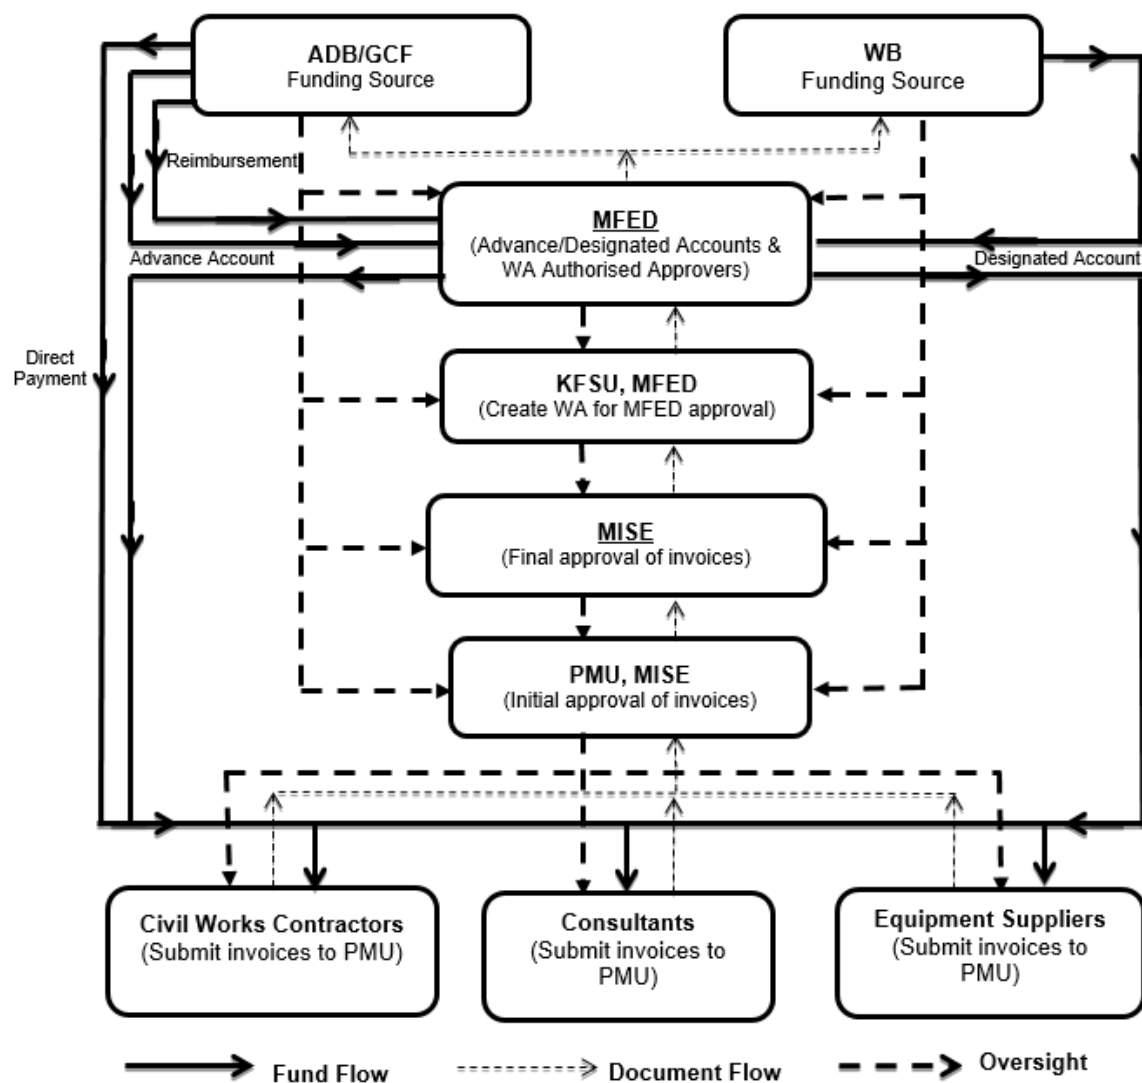 ADB/GCF
Funding Source
WB
Funding Source
Reimbursement
MFED
(Advance/Designated Accounts &
WA Authorised Approvers)
Advance Account
Designated Account
Direct
Payment
KFSU, MFED
(Create WA for MFED approval)
MISE
(Final approval of invoices)
PMU, MISE
(Initial approval of invoices)
Civil Works Contractors
(Submit invoices to PMU)
Consultants
(Submit invoices to
PMU)
Equipment Suppliers
(Submit invoices to
PMU)
Fund Flow
Document Flow
Oversight